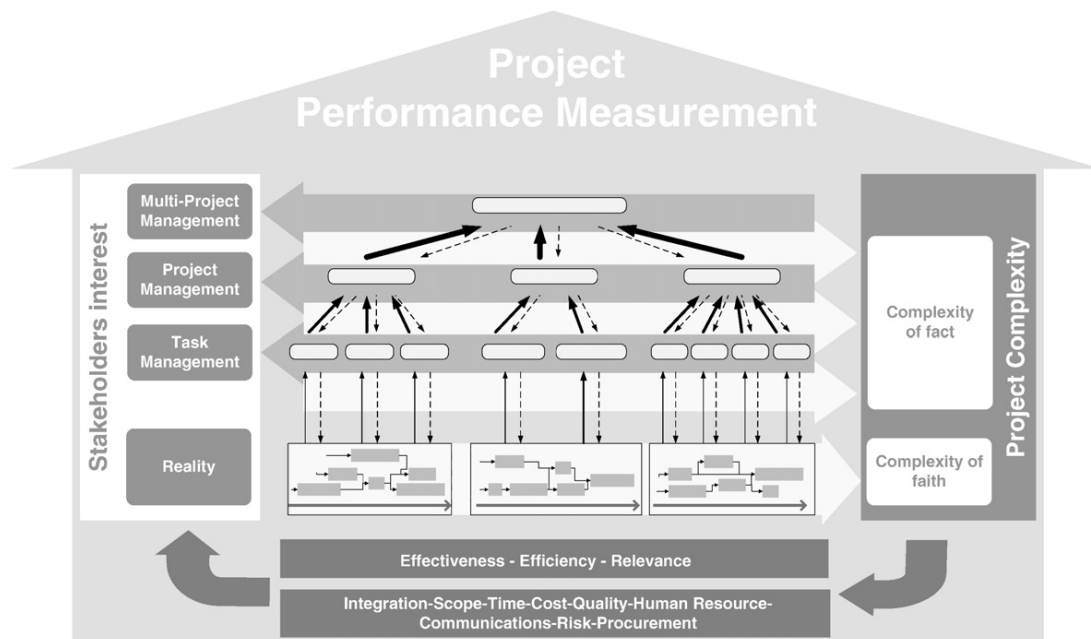 Project
Performance Measurement
Stakeholders interest
Multi-Project
Management
Project
Management
Task
Management
Reality
Complexity
of fact
Complexity of
faith
Project Complexity
Effectiveness - Efficiency - Relevance
Integration-Scope-Time-Cost-Quality-Human Resource-
Communications-Risk-Procurement